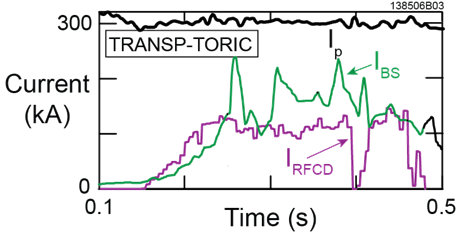 138506B03
300
TRANSP-TORIC
Ip
IBS
Current
(kA)
IRFCD
0
0.1
Time (s)
0.5